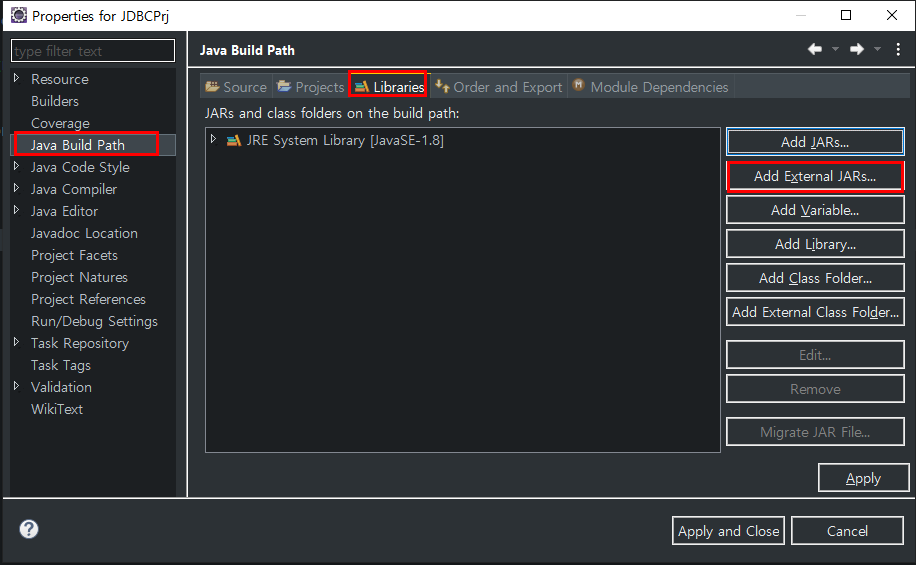 Properties for JDBCPrj
type filter text
Resource
Builders
Coverage
Java Build Path
Java Code Style
Java Compiler
Java Editor
Javadoc Location
Project Facets
Project Natures
Project References
Run/Debug Settings
Task Repository
Task Tags
Validation
WikiText
Java Build Path
Source Projects Libraries Order and Export Module Dependencies
JARs and class folders on the build path:
JRE System Library [JavaSE-1.8]
Add JARs...
Add External JARs...
Add Variable...
Add Library...
Add Class Folder...
Add External Class Folder...
Edit...
Remove
Migrate JAR File...
Apply
Apply and Close Cancel